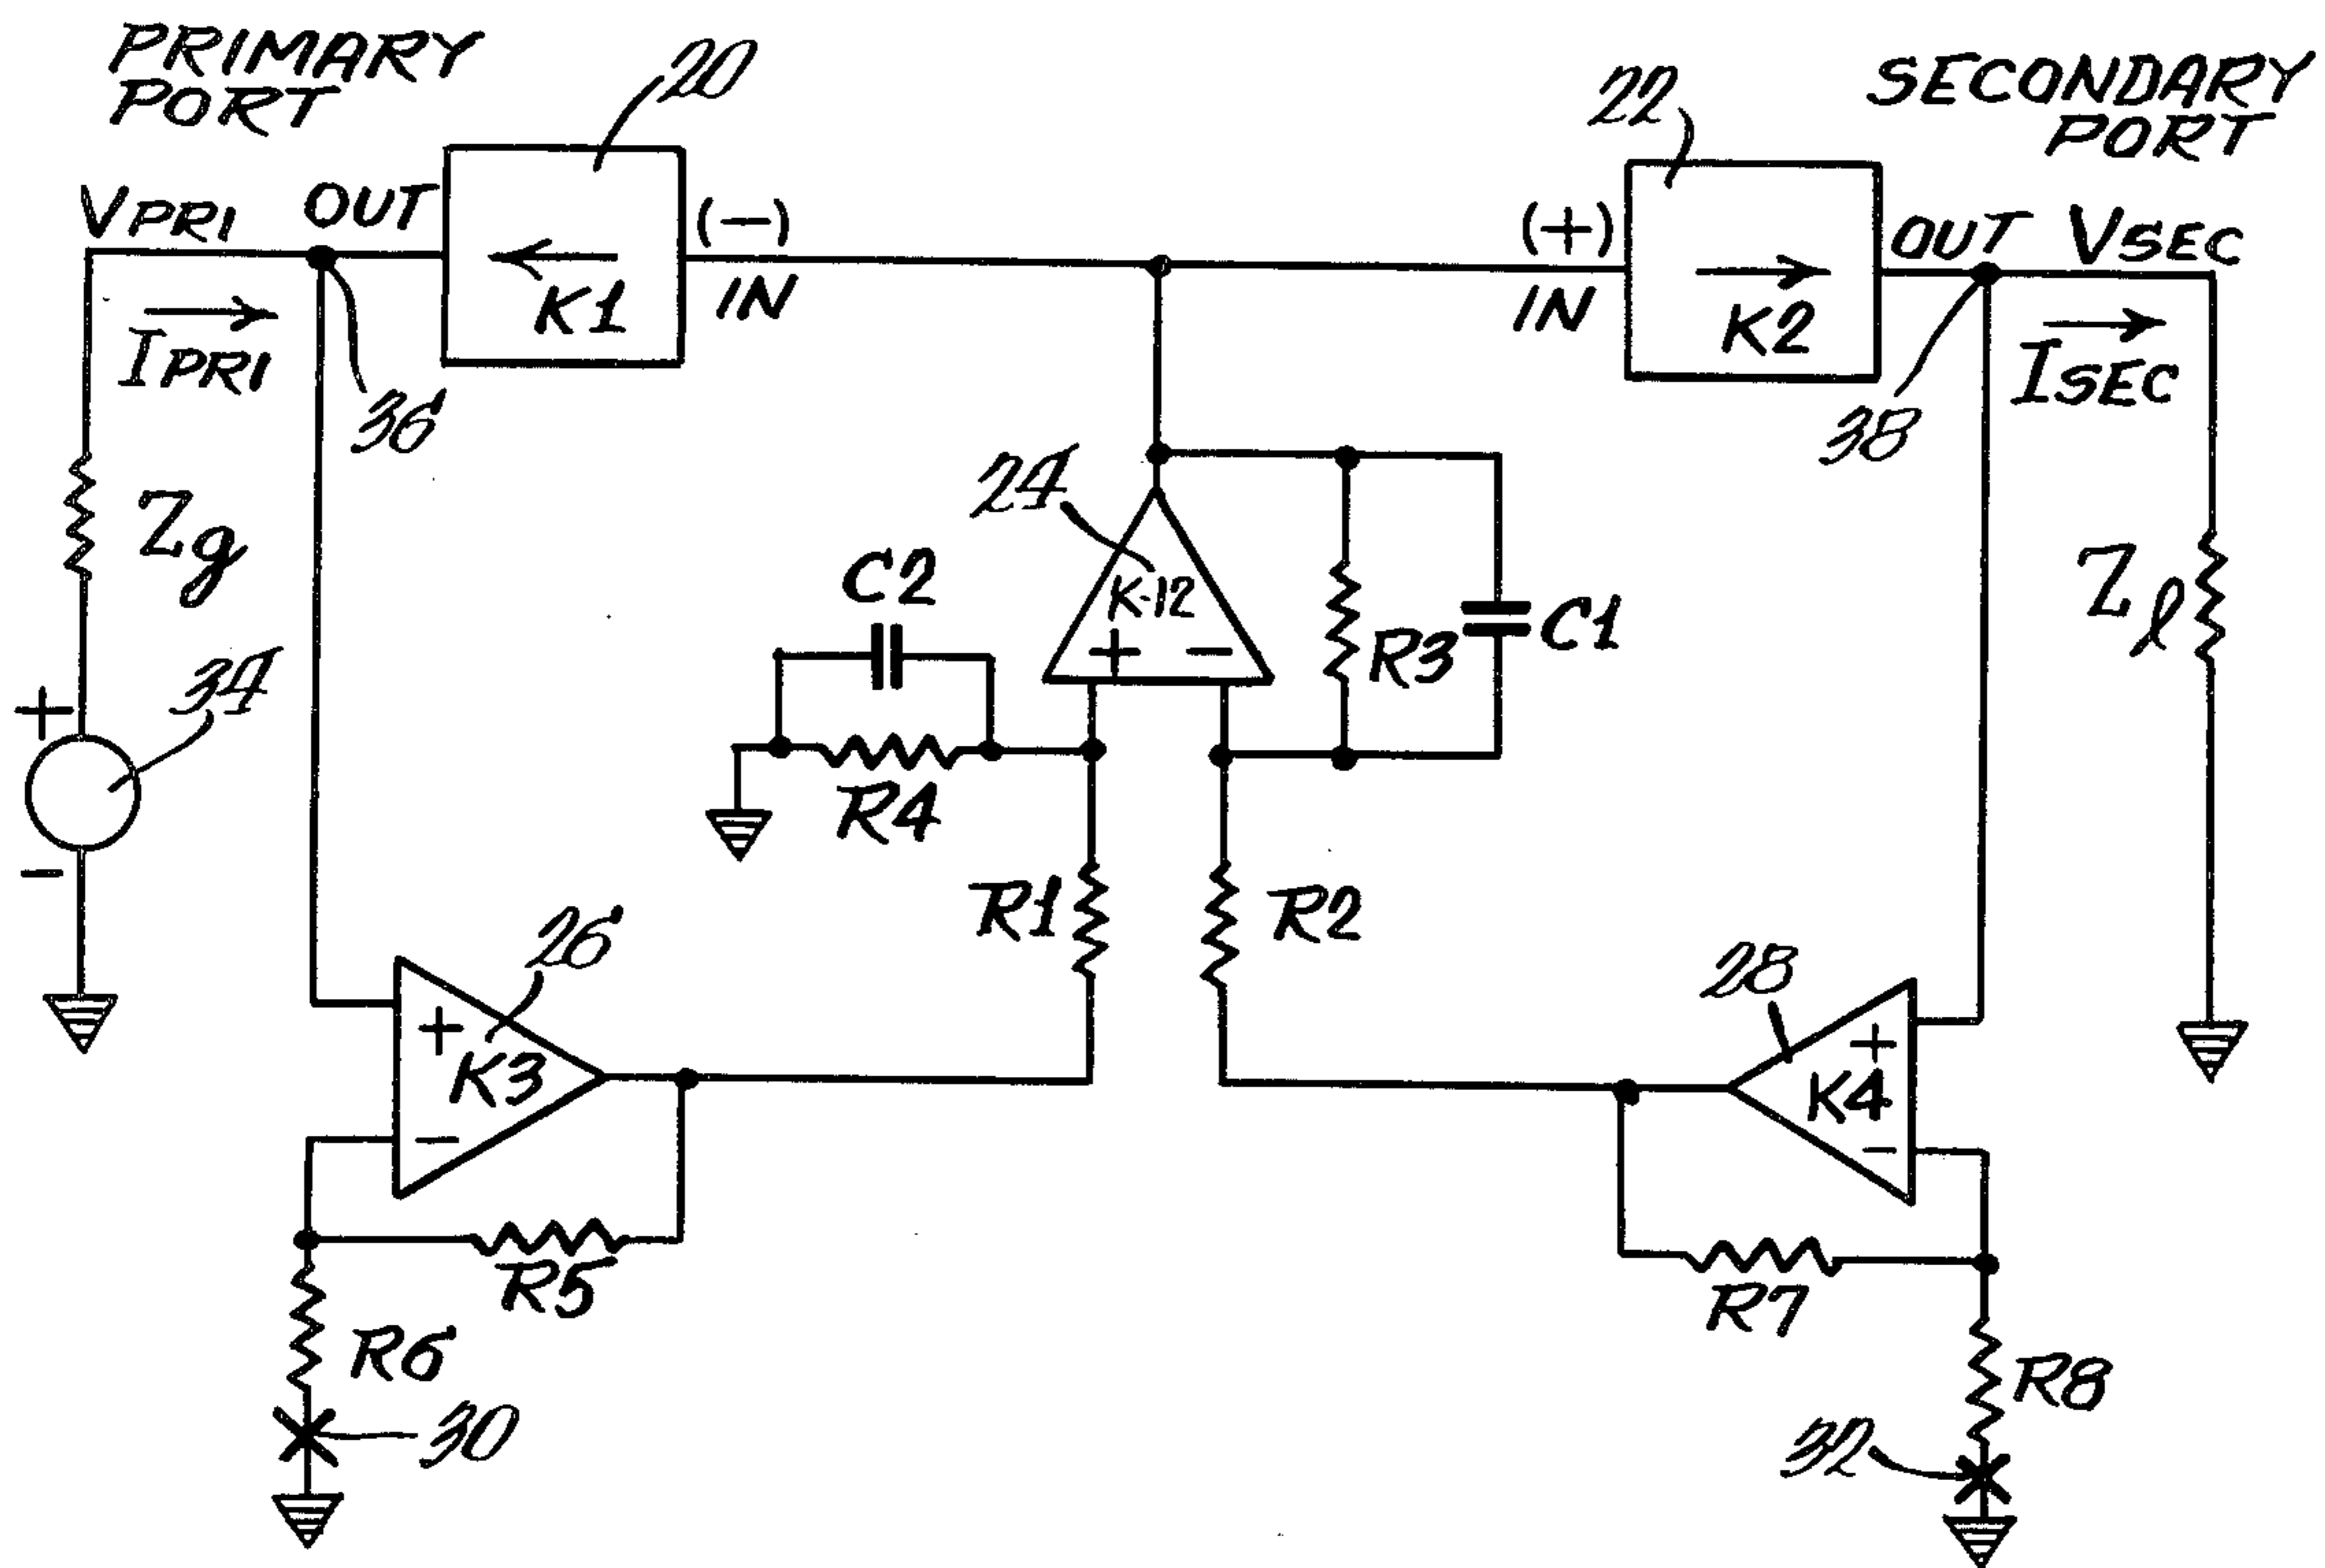 PRIMARY
PORT
20
22
SECONDARY
PORT
VPRI
OUT
(−)
(+)
OUT
VSEC
IPRI
K1
IN
IN
K2
ISEC
36
38
24
Zg
C2
K-12
+ −
R3
C1
Zl
+
34
R4
−
R1
R2
26
28
+
K3
−
+
K4
−
R5
R7
R6
R8
30
32